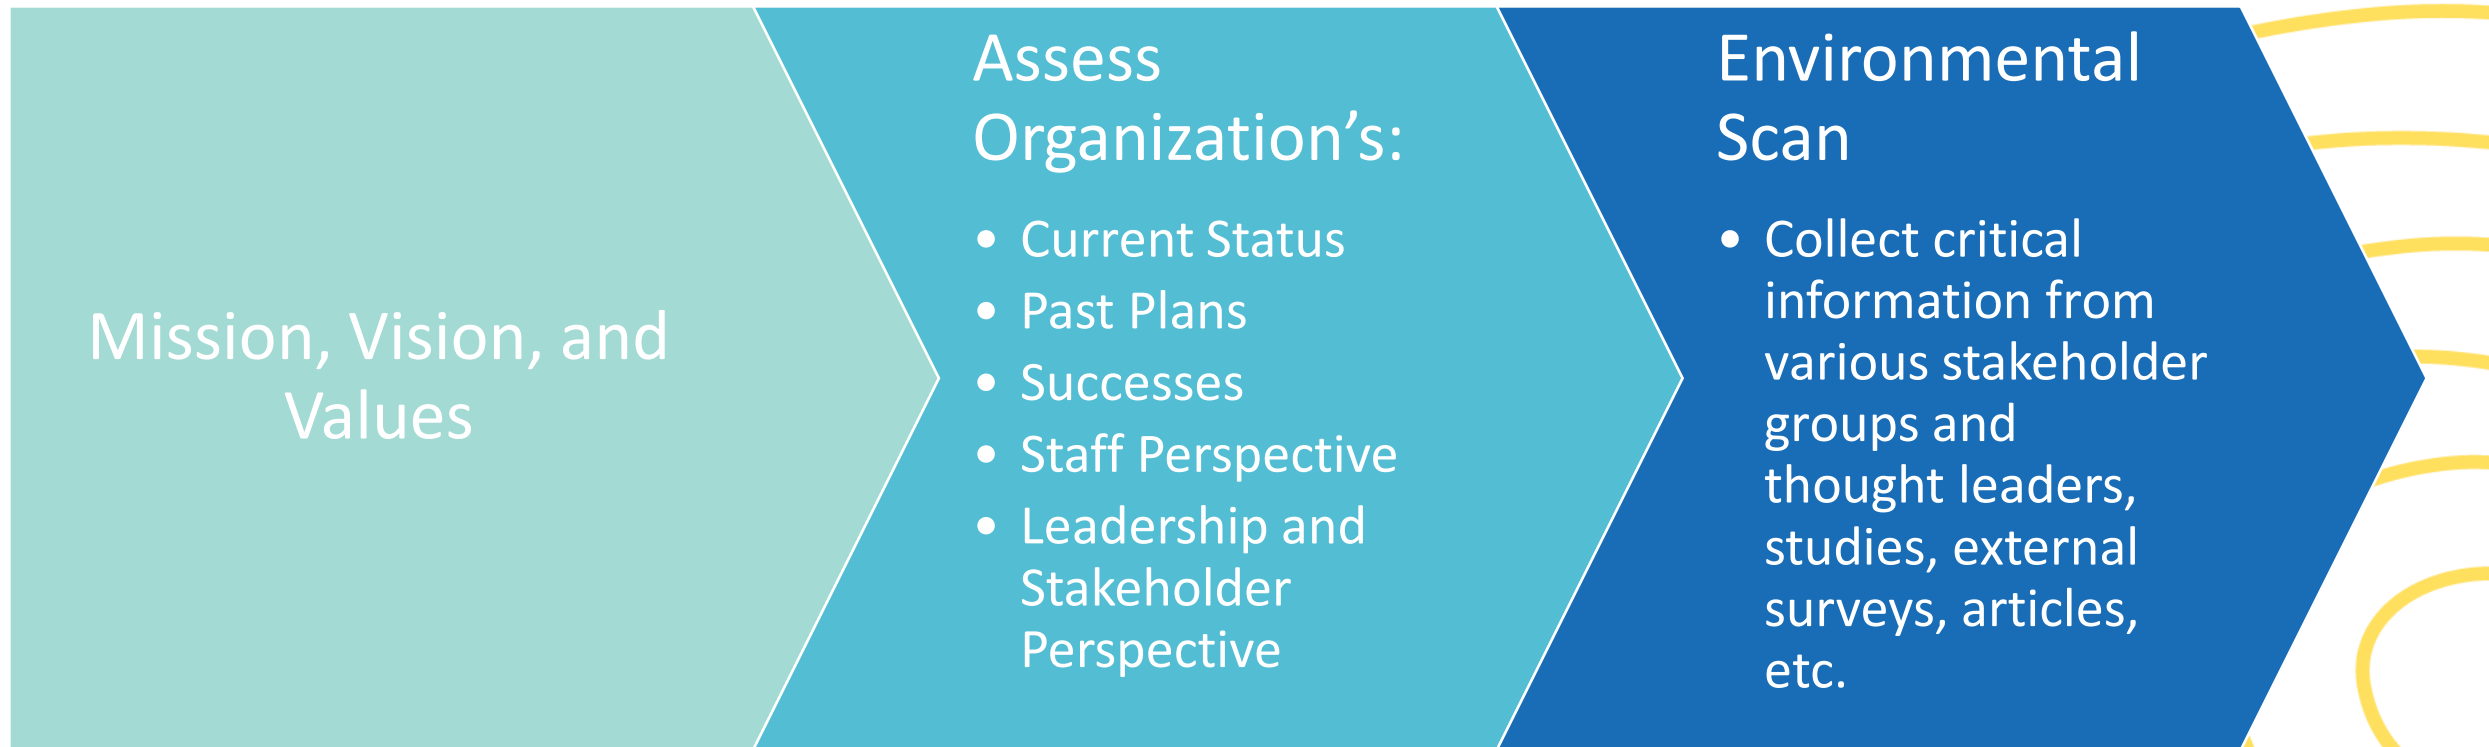 Mission, Vision, and
Values
Assess
Organization’s:
• Current Status
• Past Plans
• Successes
• Staff Perspective
• Leadership and
Stakeholder
Perspective
Environmental
Scan
• Collect critical
information from
various stakeholder
groups and
thought leaders,
studies, external
surveys, articles,
etc.